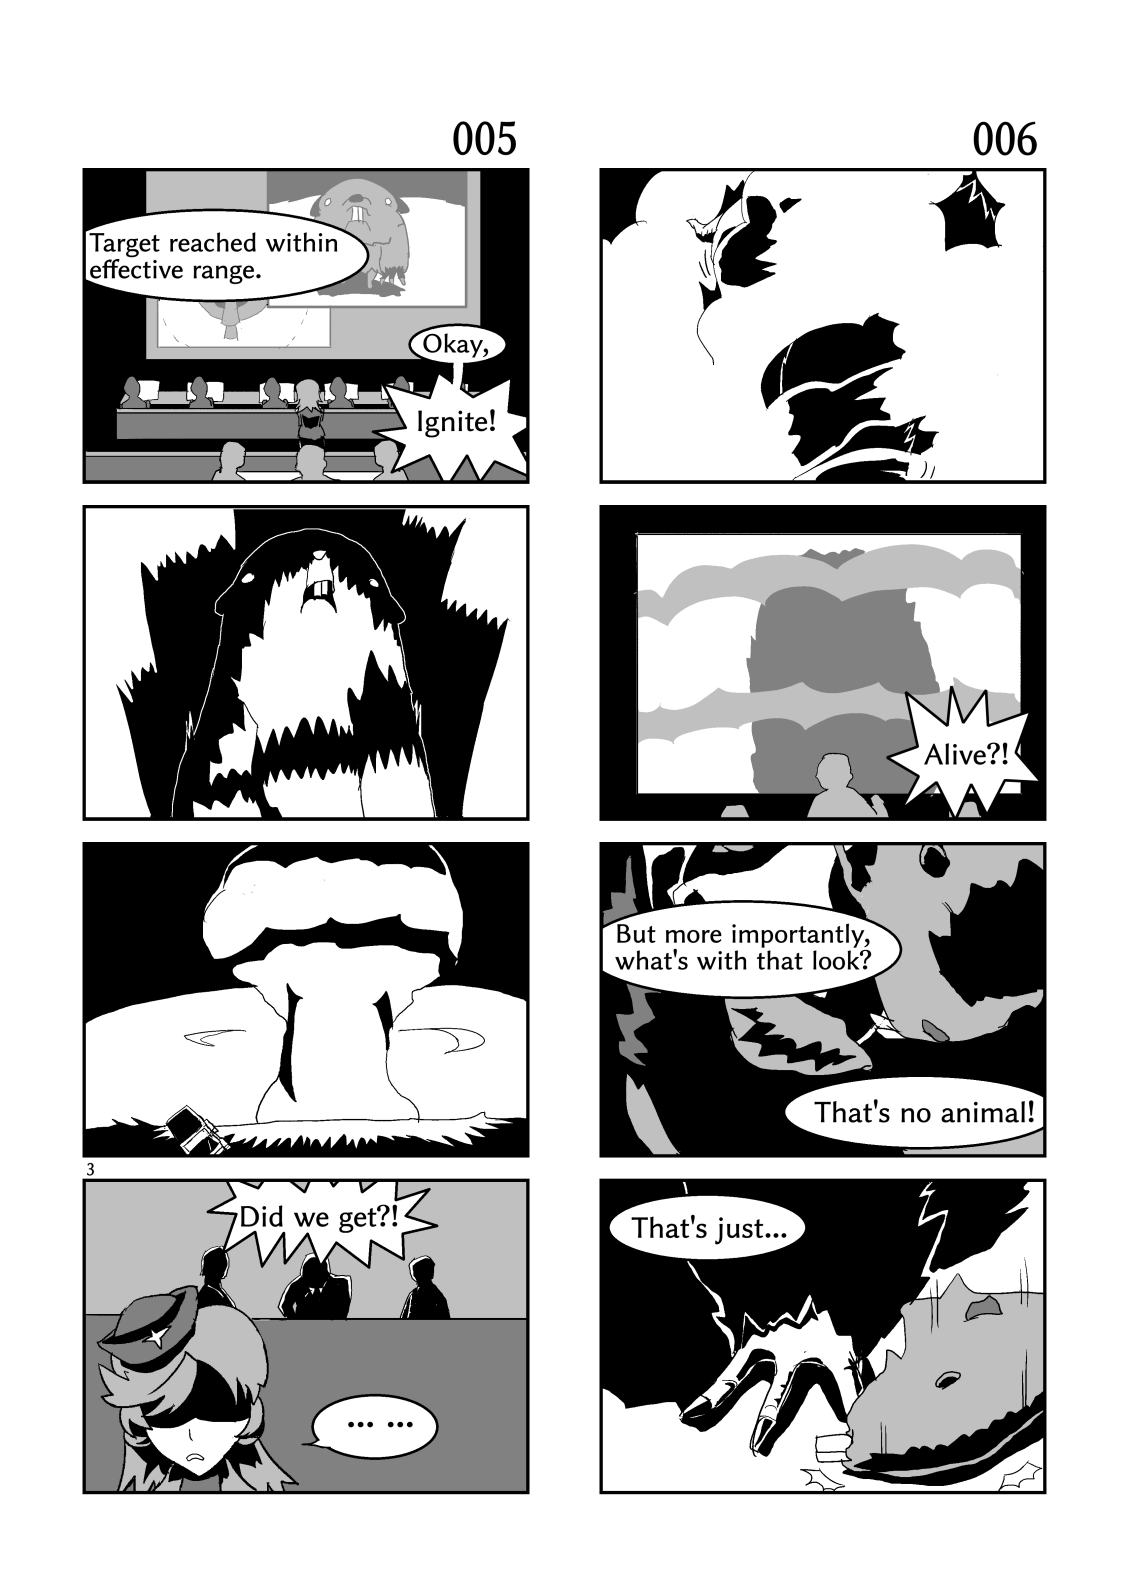 005
Target reached within
effective range.
Okay,
Ignite!
3
Did we get?!
... ...
006
Alive?!
But more importantly,
what's with that look?
That's no animal!
That's just...